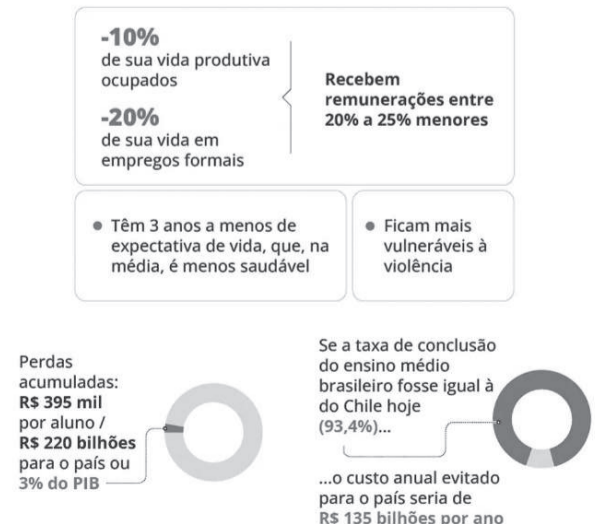 -10%
de sua vida produtiva
ocupados
-20%
de sua vida em
empregos formais
Recebem
remunerações entre
20% a 25% menores
Têm 3 anos a menos de
expectativa de vida, que, na
média, é menos saudável
Ficam mais
vulneráveis à
violência
Perdas
acumuladas:
R$ 395 mil
por aluno /
R$ 220 bilhões
para o país ou
3% do PIB
Se a taxa de conclusão
do ensino médio
brasileiro fosse igual à
do Chile hoje
(93,4%)...
...o custo anual evitado
para o país seria de
R$ 135 bilhões por ano